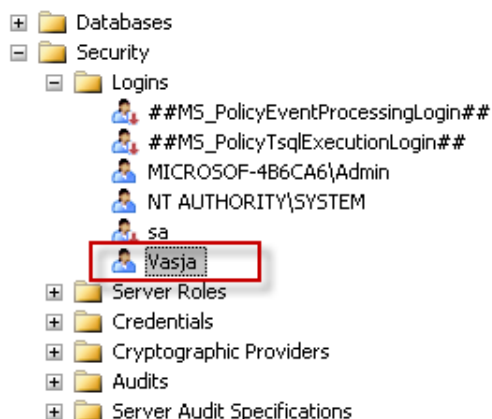 Databases
Security
Logins
##MS_PolicyEventProcessingLogin##
##MS_PolicyTsqlExecutionLogin##
MICROSOF-4B6CA6\Admin
NT AUTHORITY\SYSTEM
sa
Vasja
Server Roles
Credentials
Cryptographic Providers
Audits
Server Audit Specifications